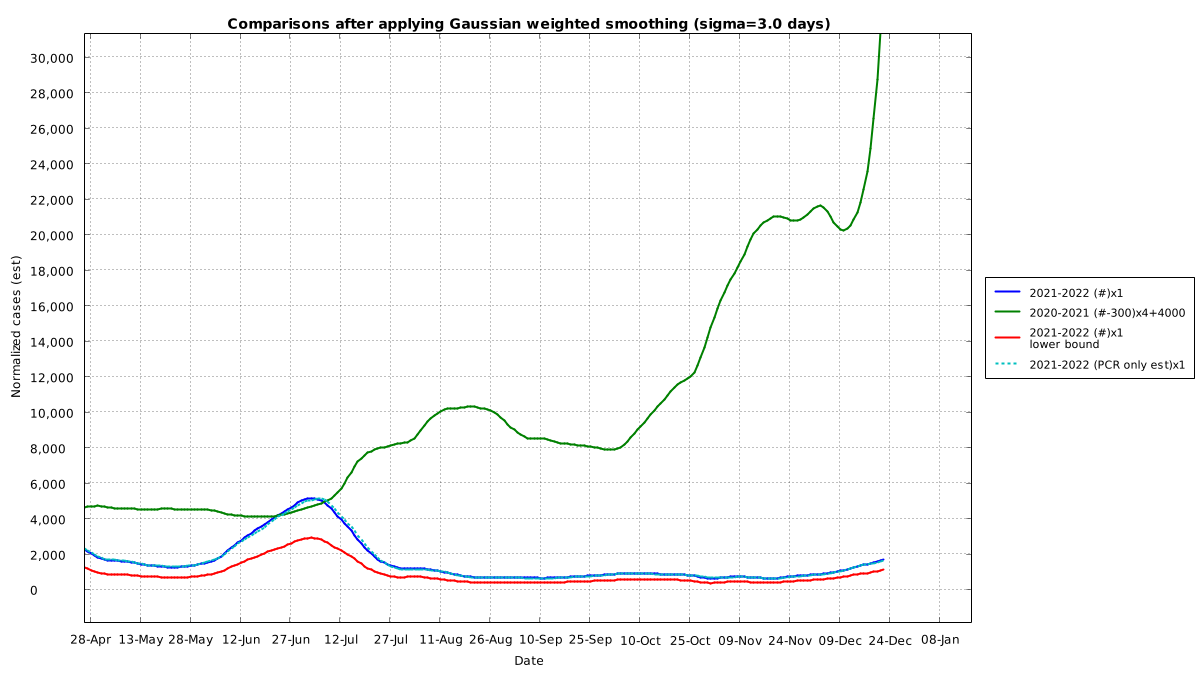 Comparisons after applying Gaussian weighted smoothing (sigma=3.0 days)
30,000
28,000
26,000
24,000
22,000
20,000
18,000
16,000
14,000
12,000
10,000
8,000
6,000
4,000
2,000
0
Normalized cases (est)
28-Apr 13-May 28-May 12-Jun 27-Jun 12-Jul 27-Jul 11-Aug 26-Aug 10-Sep 25-Sep 10-Oct 25-Oct 09-Nov 24-Nov 09-Dec 24-Dec 08-Jan
Date
2021-2022 (#)x1
2020-2021 (#-300)x4+4000
2021-2022 (#)x1
lower bound
2021-2022 (PCR only est)x1